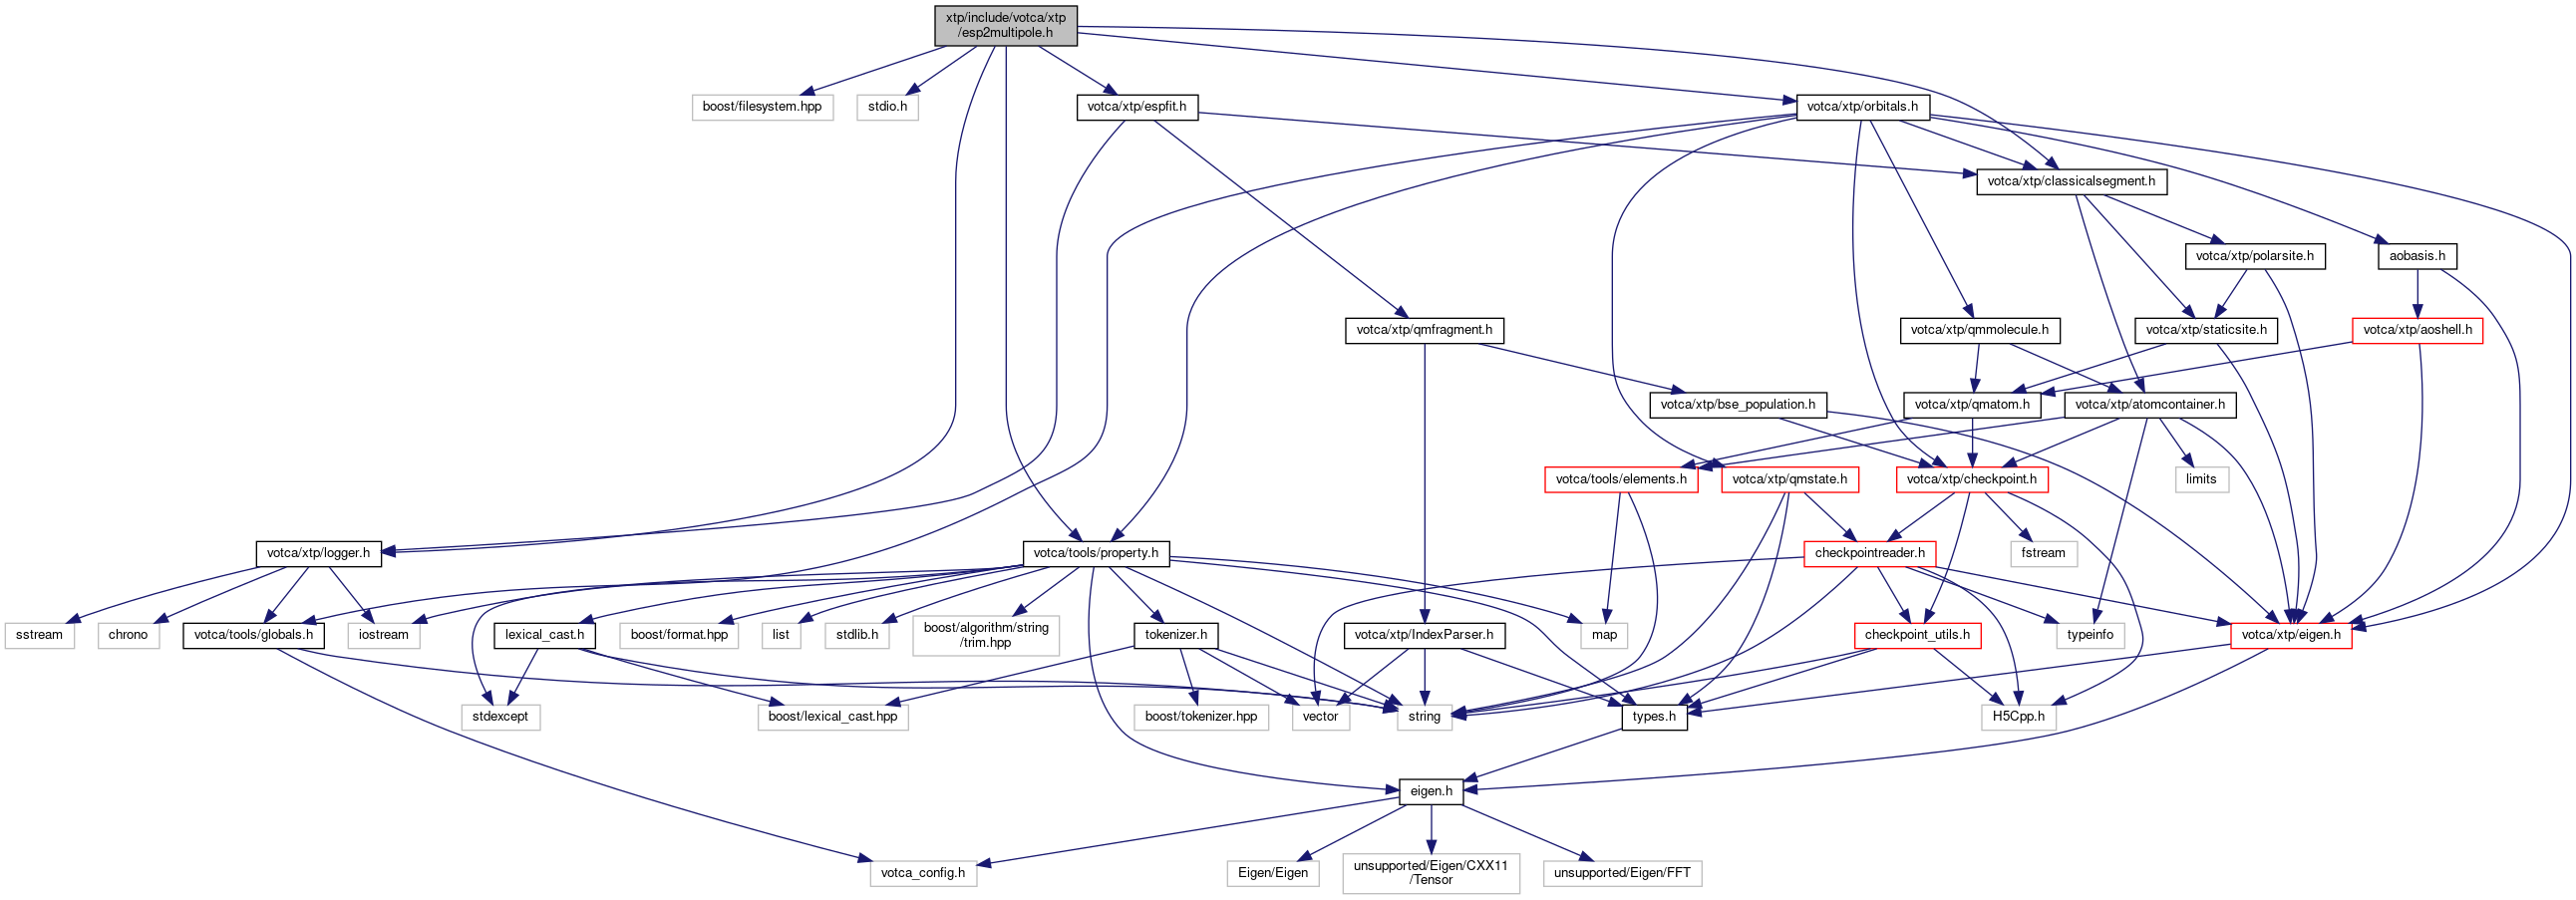 xtp/include/votca/xtp
/esp2multipole.h
boost/filesystem.hpp
stdio.h
votca/xtp/espfit.h
votca/xtp/orbitals.h
votca/xtp/classicalsegment.h
votca/xtp/polarsite.h
aobasis.h
votca/xtp/qmfragment.h
votca/xtp/qmmolecule.h
votca/xtp/staticsite.h
votca/xtp/aoshell.h
votca/xtp/bse_population.h
votca/xtp/qmatom.h
votca/xtp/atomcontainer.h
votca/tools/elements.h
votca/xtp/qmstate.h
votca/xtp/checkpoint.h
limits
votca/xtp/logger.h
votca/tools/property.h
checkpointreader.h
fstream
sstream
chrono
votca/tools/globals.h
iostream
lexical_cast.h
boost/format.hpp
list
stdlib.h
boost/algorithm/string
/trim.hpp
tokenizer.h
votca/xtp/IndexParser.h
map
checkpoint_utils.h
typeinfo
votca/xtp/eigen.h
stdexcept
boost/lexical_cast.hpp
boost/tokenizer.hpp
vector
string
types.h
H5Cpp.h
eigen.h
votca_config.h
Eigen/Eigen
unsupported/Eigen/CXX11
/Tensor
unsupported/Eigen/FFT